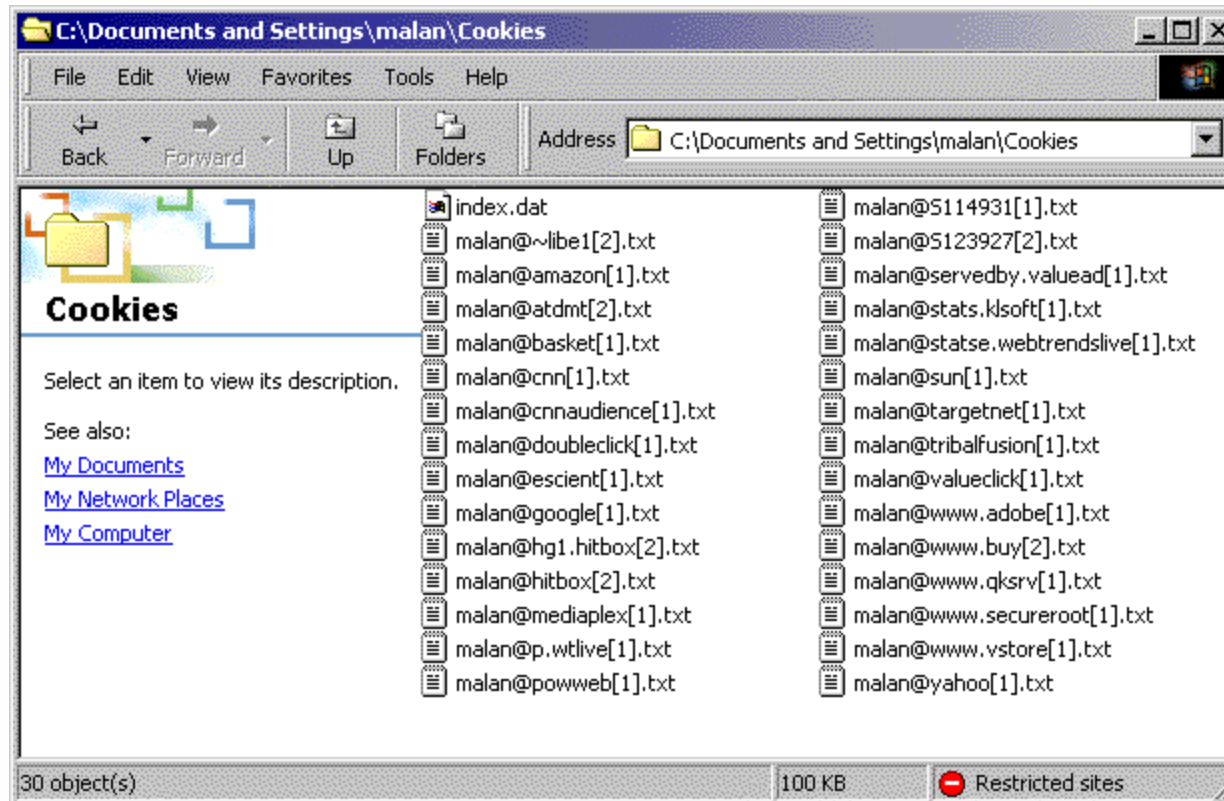 C:\Documents and Settings\malan\Cookies
File Edit View Favorites Tools Help
Back Forward Up Folders Address C:\Documents and Settings\malan\Cookies
Cookies
Select an item to view its description.
See also:
My Documents
My Network Places
My Computer
index.dat
malan@~libe1[2].txt
malan@amazon[1].txt
malan@atdmt[2].txt
malan@basket[1].txt
malan@cnn[1].txt
malan@cnnaudience[1].txt
malan@doubleclick[1].txt
malan@escient[1].txt
malan@google[1].txt
malan@hg1.hitbox[2].txt
malan@hitbox[2].txt
malan@mediaplex[1].txt
malan@p.wtlive[1].txt
malan@powweb[1].txt
malan@S114931[1].txt
malan@S123927[2].txt
malan@servedby.valuead[1].txt
malan@stats.klsoft[1].txt
malan@statse.webtrendslive[1].txt
malan@sun[1].txt
malan@targetnet[1].txt
malan@tribalfusion[1].txt
malan@valueclick[1].txt
malan@www.adobe[1].txt
malan@www.buy[2].txt
malan@www.qksrv[1].txt
malan@www.secureroot[1].txt
malan@www.vstore[1].txt
malan@yahoo[1].txt
30 object(s) 100 KB Restricted sites